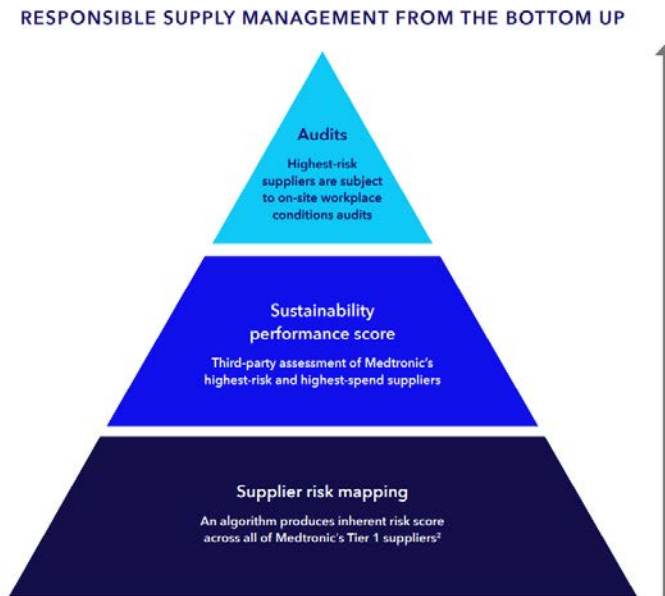 RESPONSIBLE SUPPLY MANAGEMENT FROM THE BOTTOM UP
Audits
Highest-risk
suppliers are subject
to on-site workplace
conditions audits
Sustainability
performance score
Third-party assessment of Medtronic's
highest-risk and highest-spend suppliers
Supplier risk mapping
An algorithm produces inherent risk score
across all of Medtronic's Tier 1 suppliers²